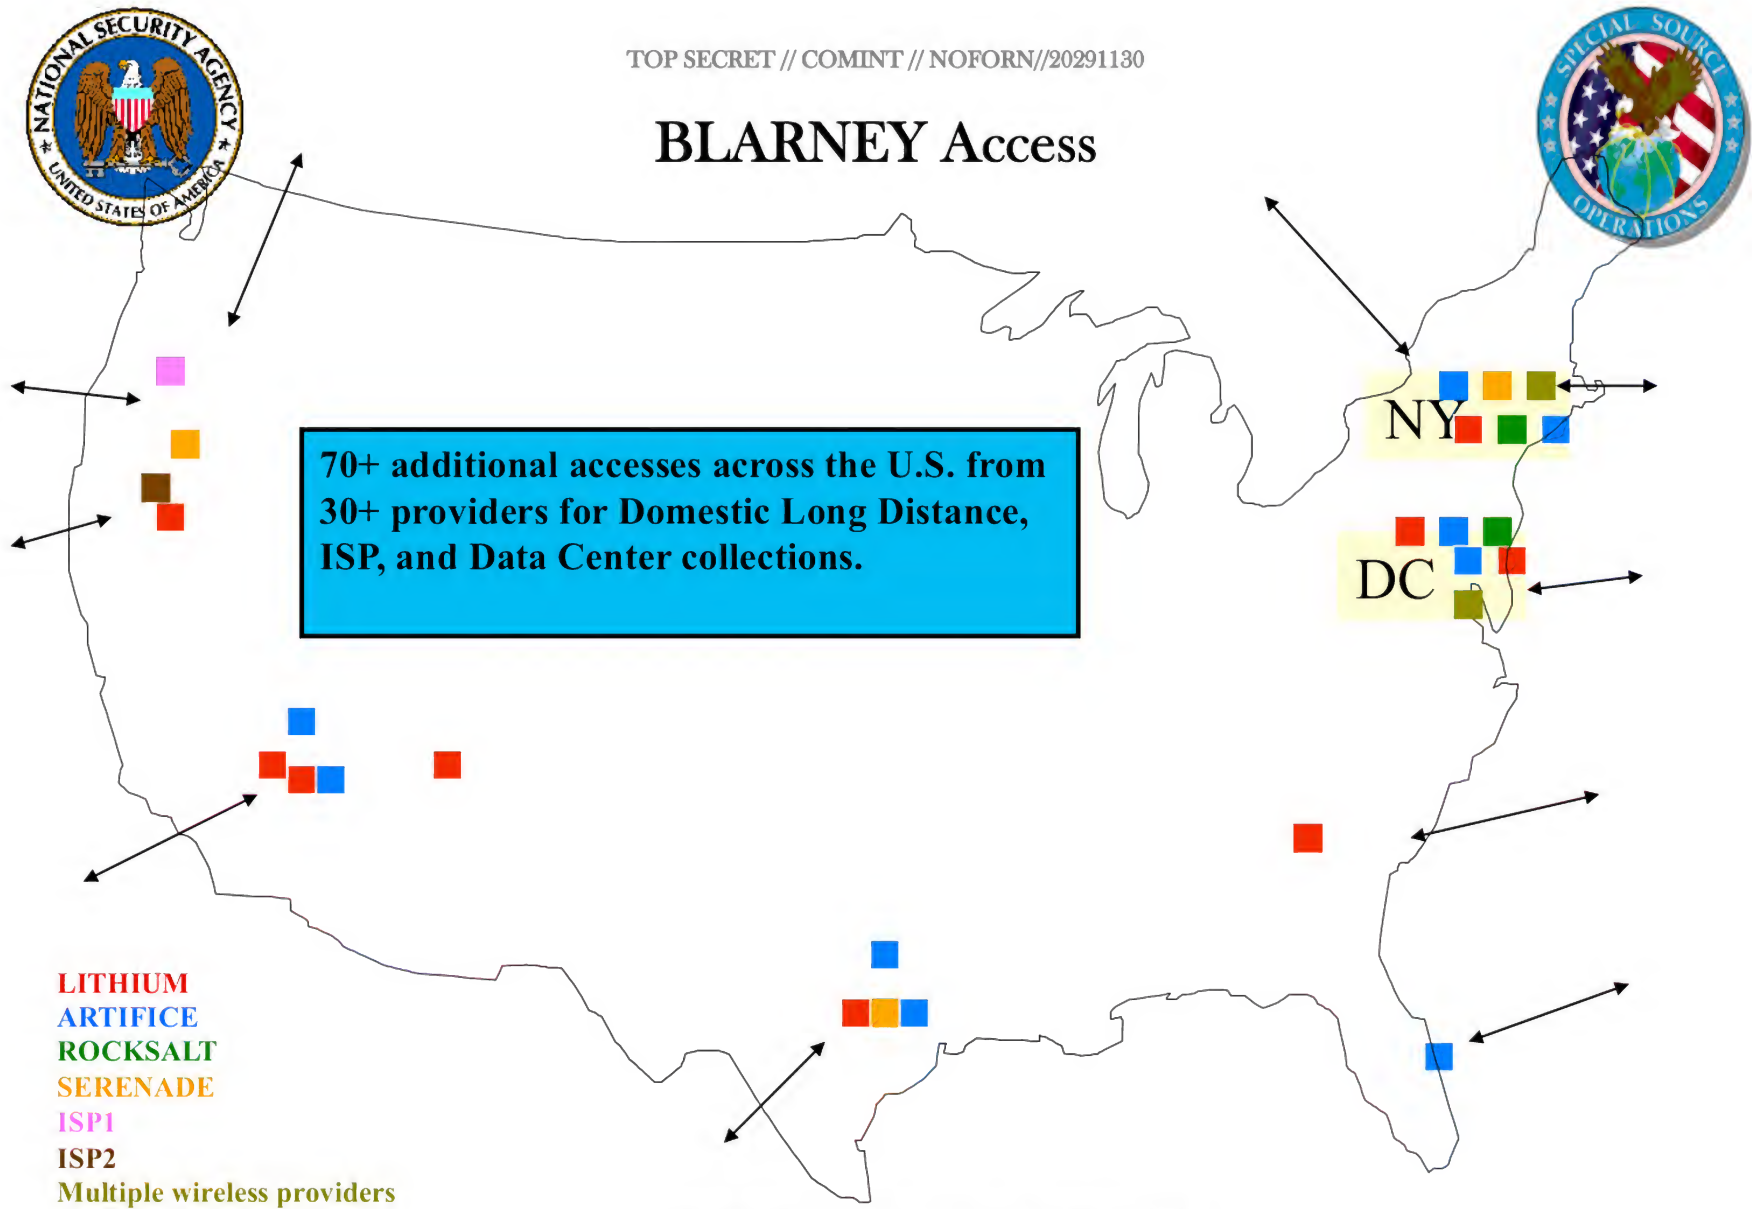 NATIONAL SECURITY AGENCY
UNITED STATES OF AMERICA
TOP SECRET // COMINT // NOFORN//20291130
SPECIAL SOURCE
OPERATIONS
BLARNEY Access
NY
70+ additional accesses across the U.S. from
30+ providers for Domestic Long Distance,
ISP, and Data Center collections.
DC
LITHIUM
ARTIFICE
ROCKSALT
SERENADE
ISP1
ISP2
Multiple wireless providers